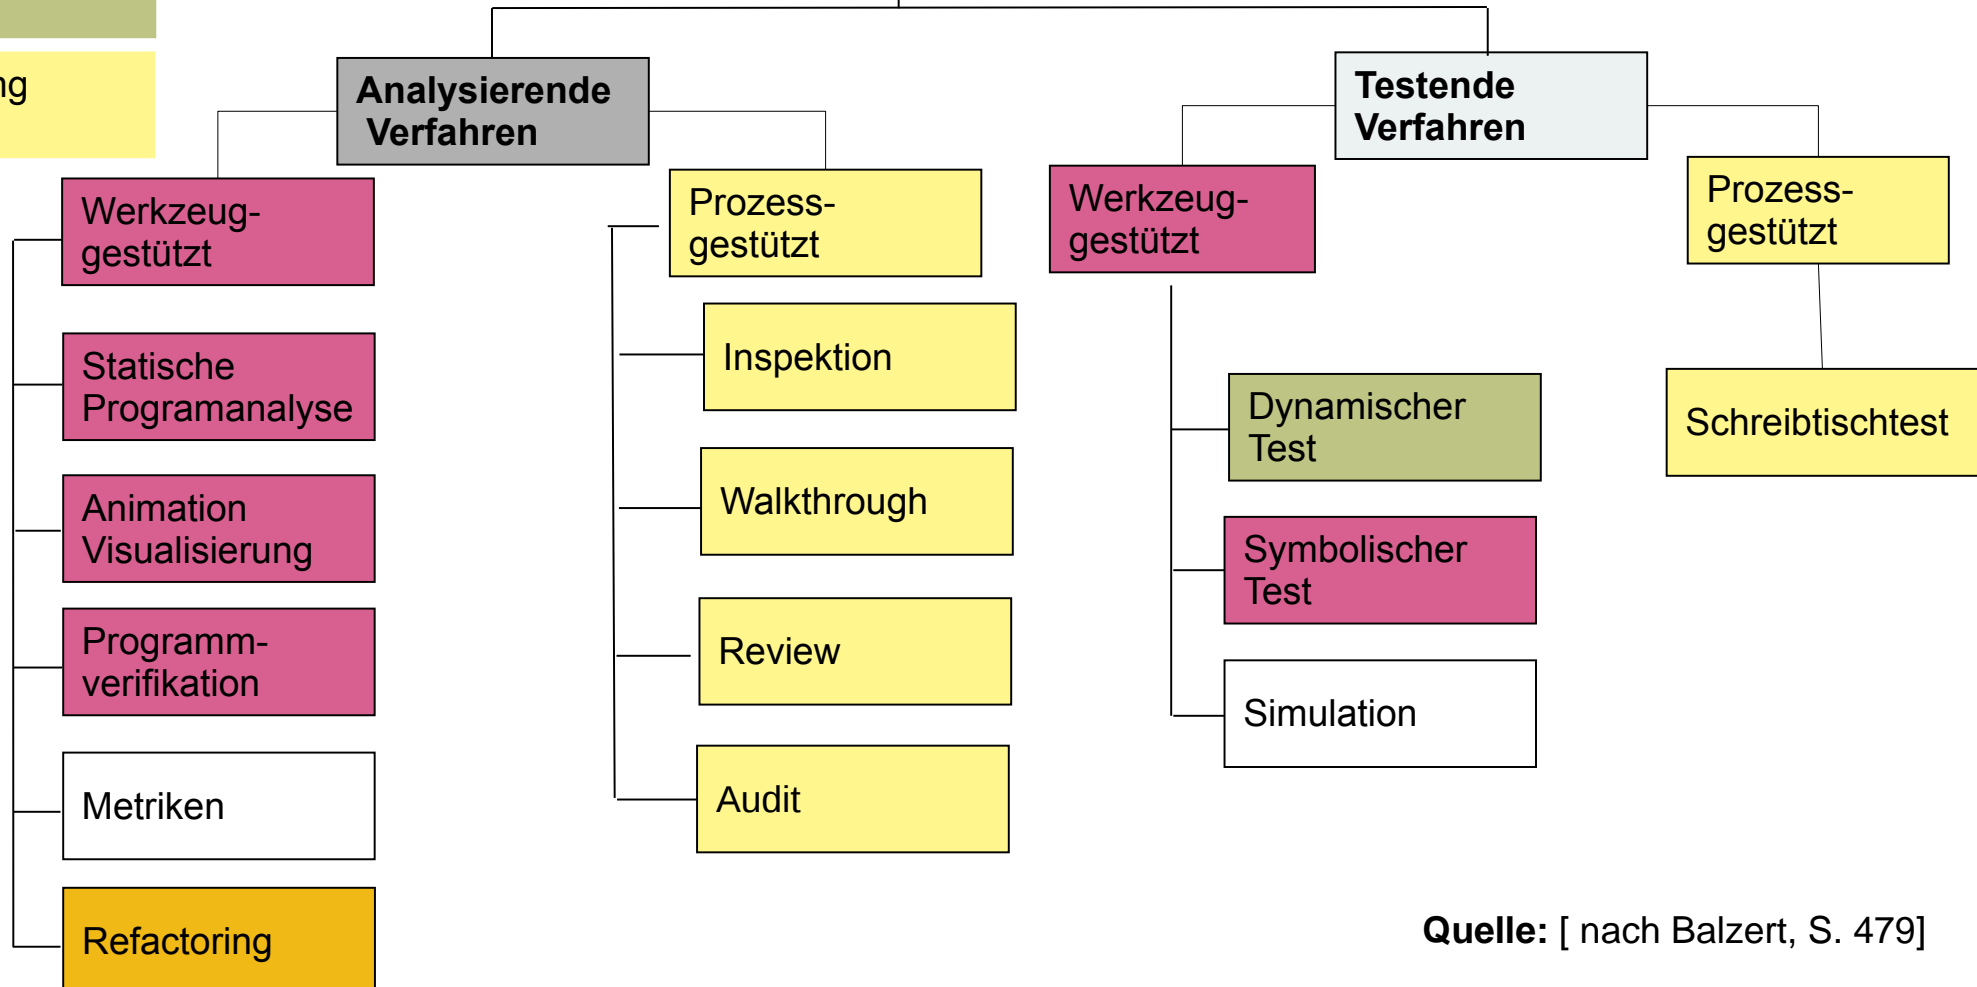 ng
Analysierende
Verfahren
Testende
Verfahren
Werkzeug-
gestützt
Prozess-
gestützt
Werkzeug-
gestützt
Prozess-
gestützt
Statische
Programanalyse
Animation
Visualisierung
Programm-
verifikation
Metriken
Refactoring
Inspektion
Walkthrough
Review
Audit
Dynamischer
Test
Symbolischer
Test
Simulation
Schreibtischtest
Quelle: [ nach Balzert, S. 479]